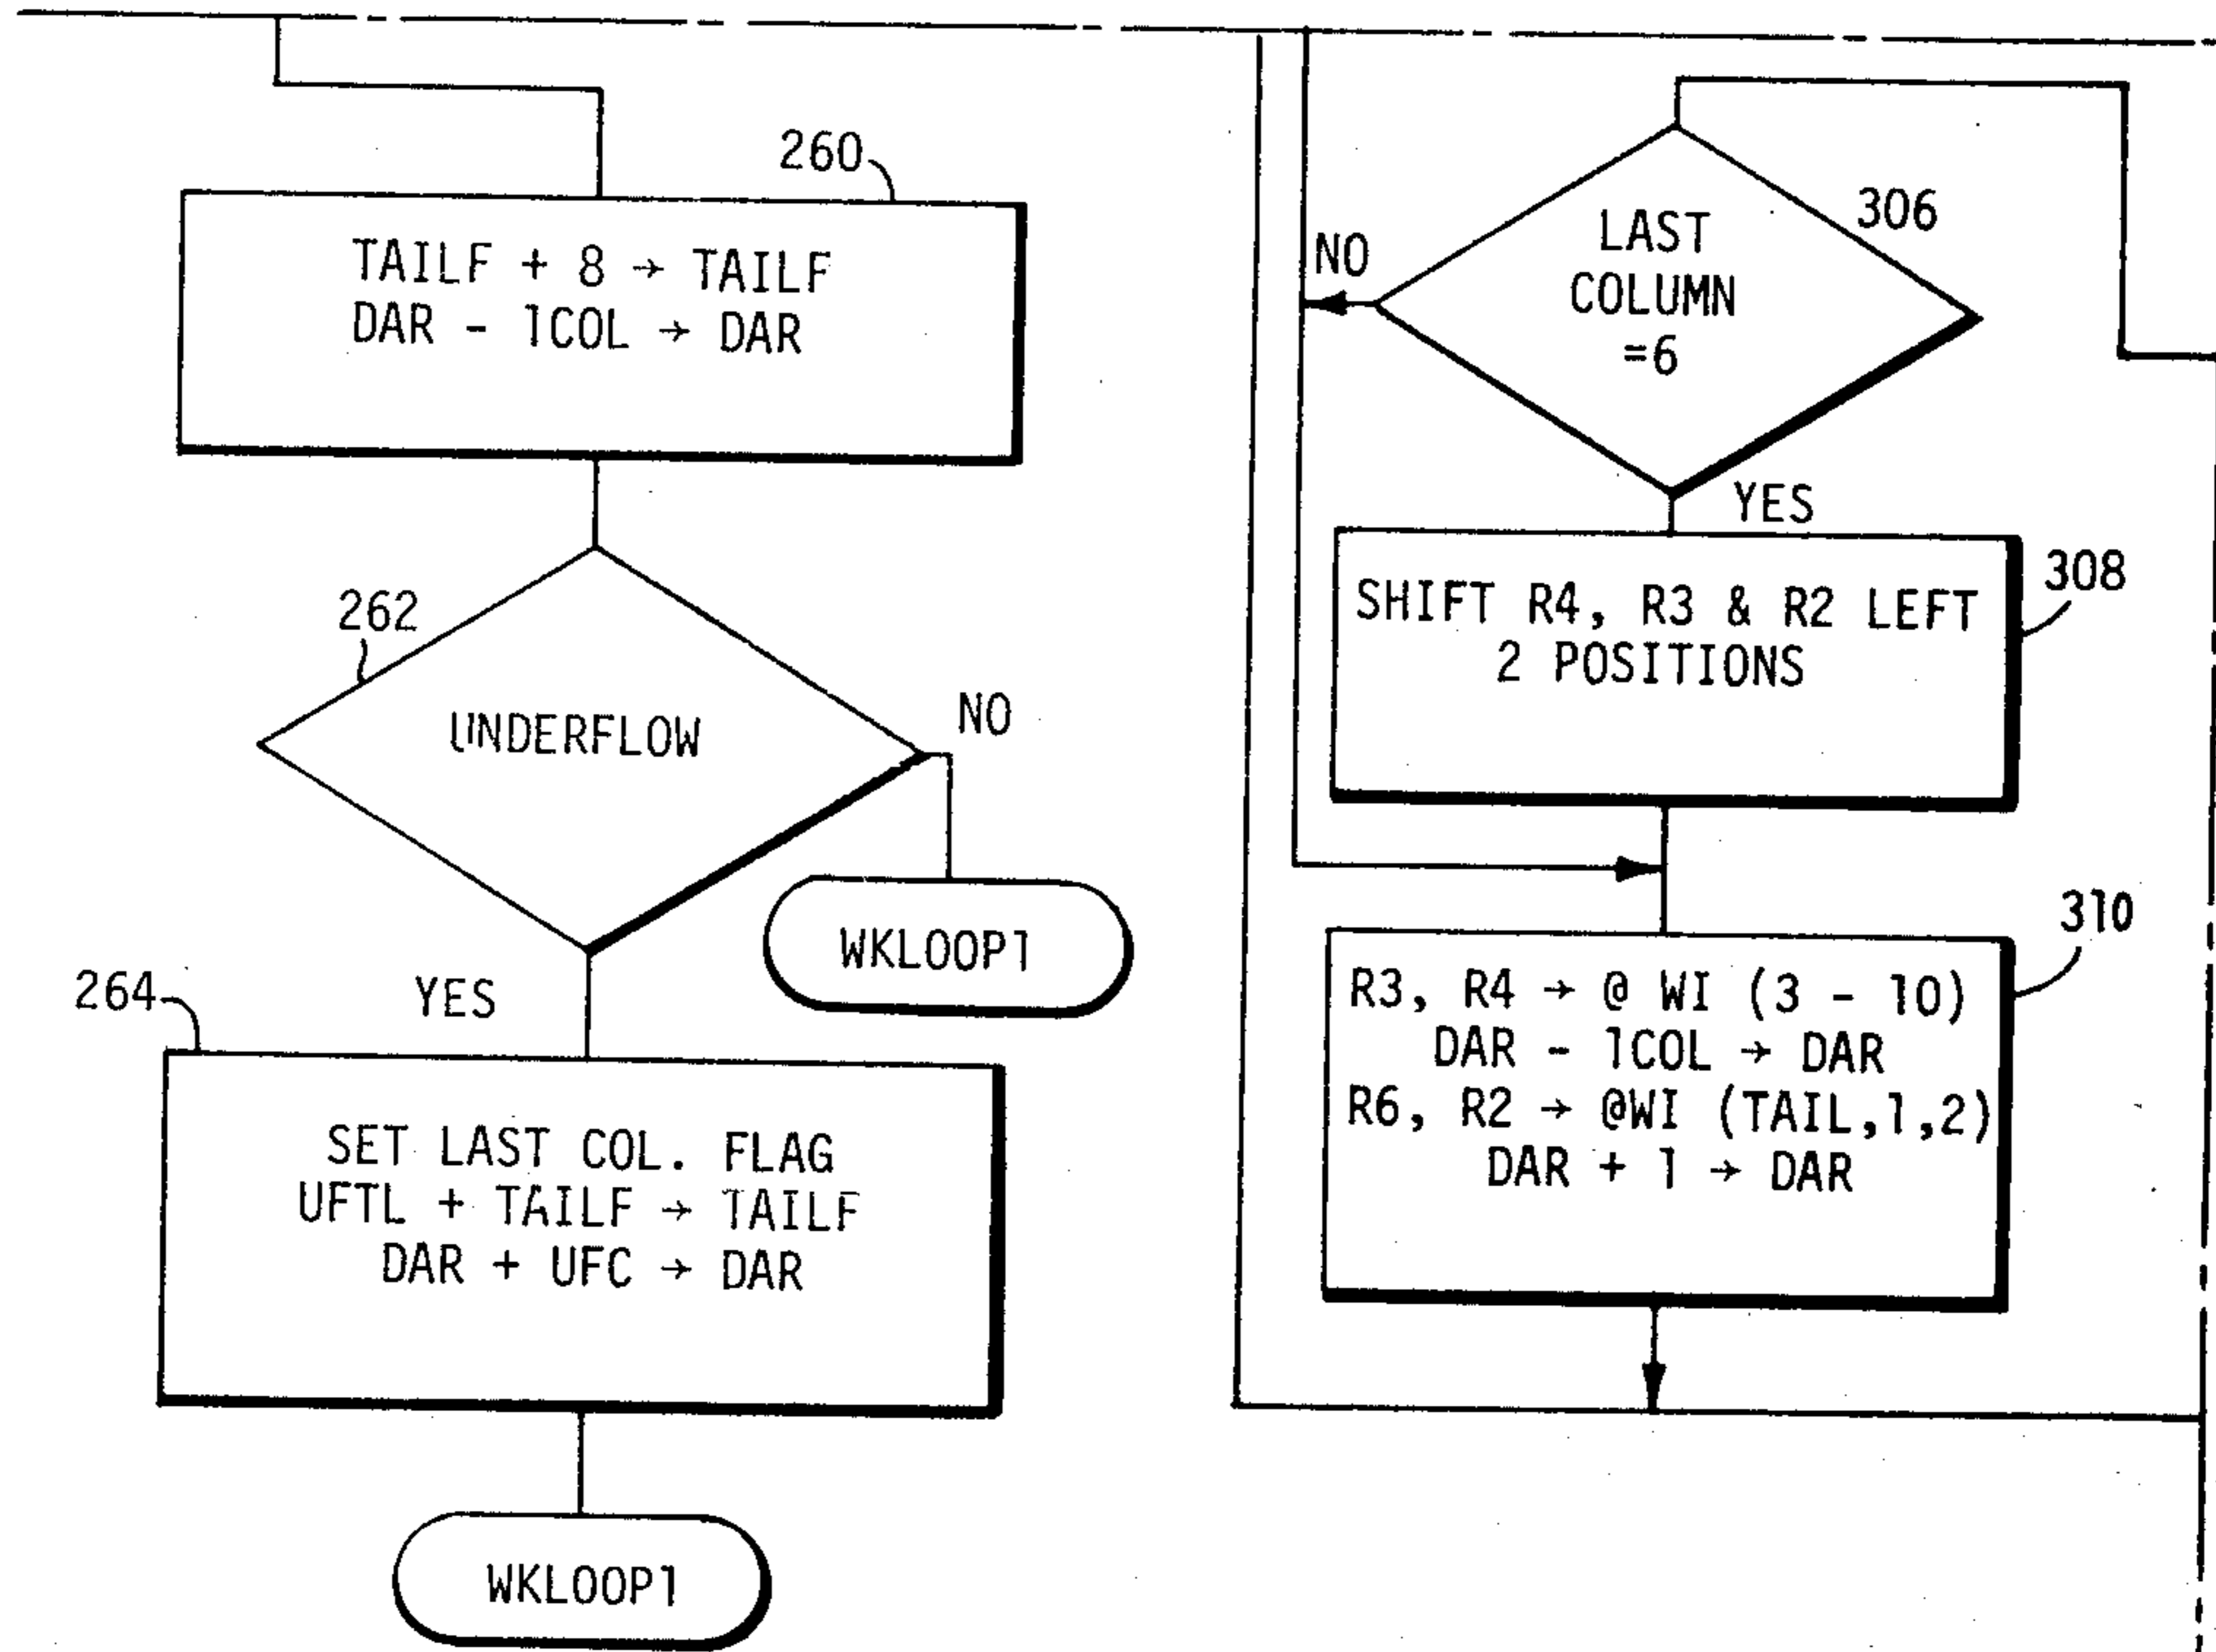 260
TAILF + 8 → TAILF
DAR - 1COL → DAR
262
UNDERFLOW
NO
WKLOOP1
YES
264
SET LAST COL. FLAG
UFTL + TAILF → TAILF
DAR + UFC → DAR
WKLOOP1
306
LAST
COLUMN
=6
NO
YES
308
SHIFT R4, R3 & R2 LEFT
2 POSITIONS
310
R3, R4 → @ WI (3 - 10)
DAR - 1COL → DAR
R6, R2 → @WI (TAIL,1,2)
DAR + 1 → DAR